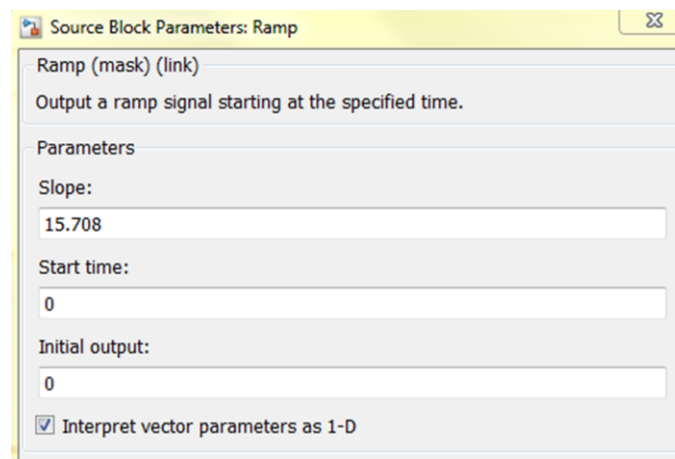 Source Block Parameters: Ramp
Ramp (mask) (link)
Output a ramp signal starting at the specified time.
Parameters
Slope:
15.708
Start time:
0
Initial output:
0
Interpret vector parameters as 1-D